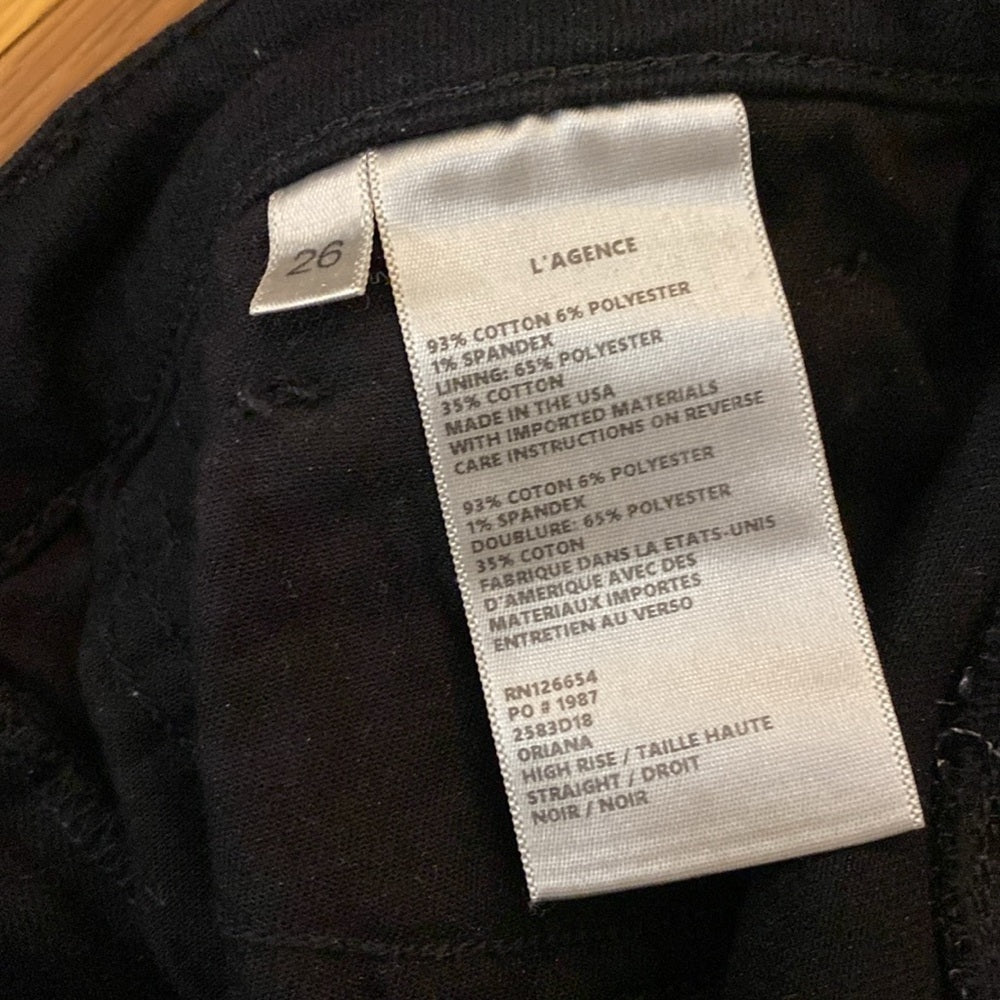 26
L'AGENCE
93% COTTON 6% POLYESTER
1% SPANDEX
LINING: 65% POLYESTER
35% COTTON
MADE IN THE USA
WITH IMPORTED MATERIALS
CARE INSTRUCTIONS ON REVERSE
93% COTON 6% POLYESTER
1% SPANDEX
DOUBLURE: 65% POLYESTER
35% COTON
FABRIQUE DANS LA ETATS-UNIS
D'AMERIQUE AVEC DES
MATERIAUX IMPORTES
ENTRETIEN AU VERSO
RN126654
PO # 1987
2583D18
ORIANA
HIGH RISE / TAILLE HAUTE
STRAIGHT / DROIT
NOIR / NOIR